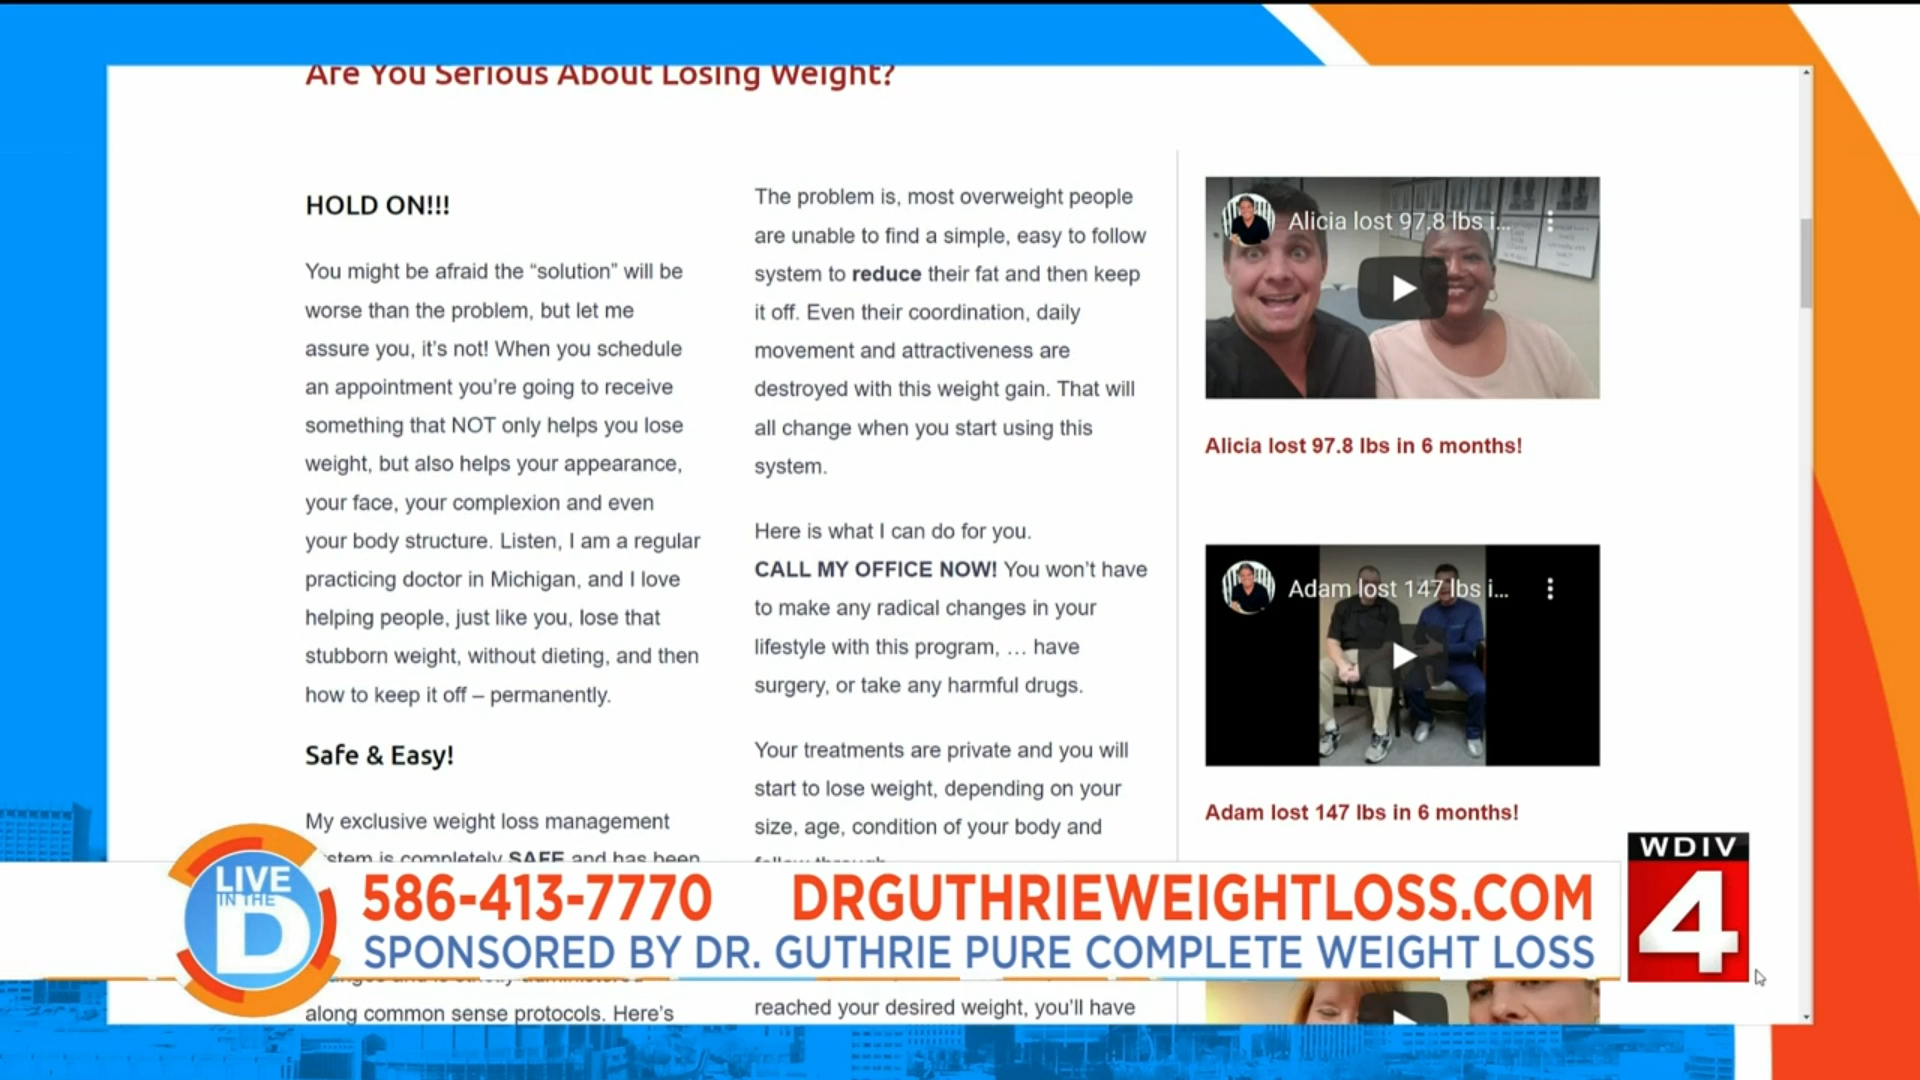 Are You Serious About Losing Weight?
HOLD ON!!!
You might be afraid the “solution” will be
worse than the problem, but let me
assure you, it’s not! When you schedule
an appointment you’re going to receive
something that NOT only helps you lose
weight, but also helps your appearance,
your face, your complexion and even
your body structure. Listen, I am a regular
practicing doctor in Michigan, and I love
helping people, just like you, lose that
stubborn weight, without dieting, and then
how to keep it off – permanently.
Safe & Easy!
My exclusive weight loss management
is completely SAFE and has been
along common sense protocols. Here’s
The problem is, most overweight people
are unable to find a simple, easy to follow
system to reduce their fat and then keep
it off. Even their coordination, daily
movement and attractiveness are
destroyed with this weight gain. That will
all change when you start using this
system.
Here is what I can do for you.
CALL MY OFFICE NOW! You won’t have
to make any radical changes in your
lifestyle with this program, … have
surgery, or take any harmful drugs.
Your treatments are private and you will
start to lose weight, depending on your
size, age, condition of your body and
reached your desired weight, you’ll have
Alicia lost 97.8 lbs i...
Alicia lost 97.8 lbs in 6 months!
Adam lost 147 lbs i...
Adam lost 147 lbs in 6 months!
LIVE
IN THE
D
586-413-7770 DRGUTHRIEWEIGHTLOSS.COM
SPONSORED BY DR. GUTHRIE PURE COMPLETE WEIGHT LOSS
WDIV
4